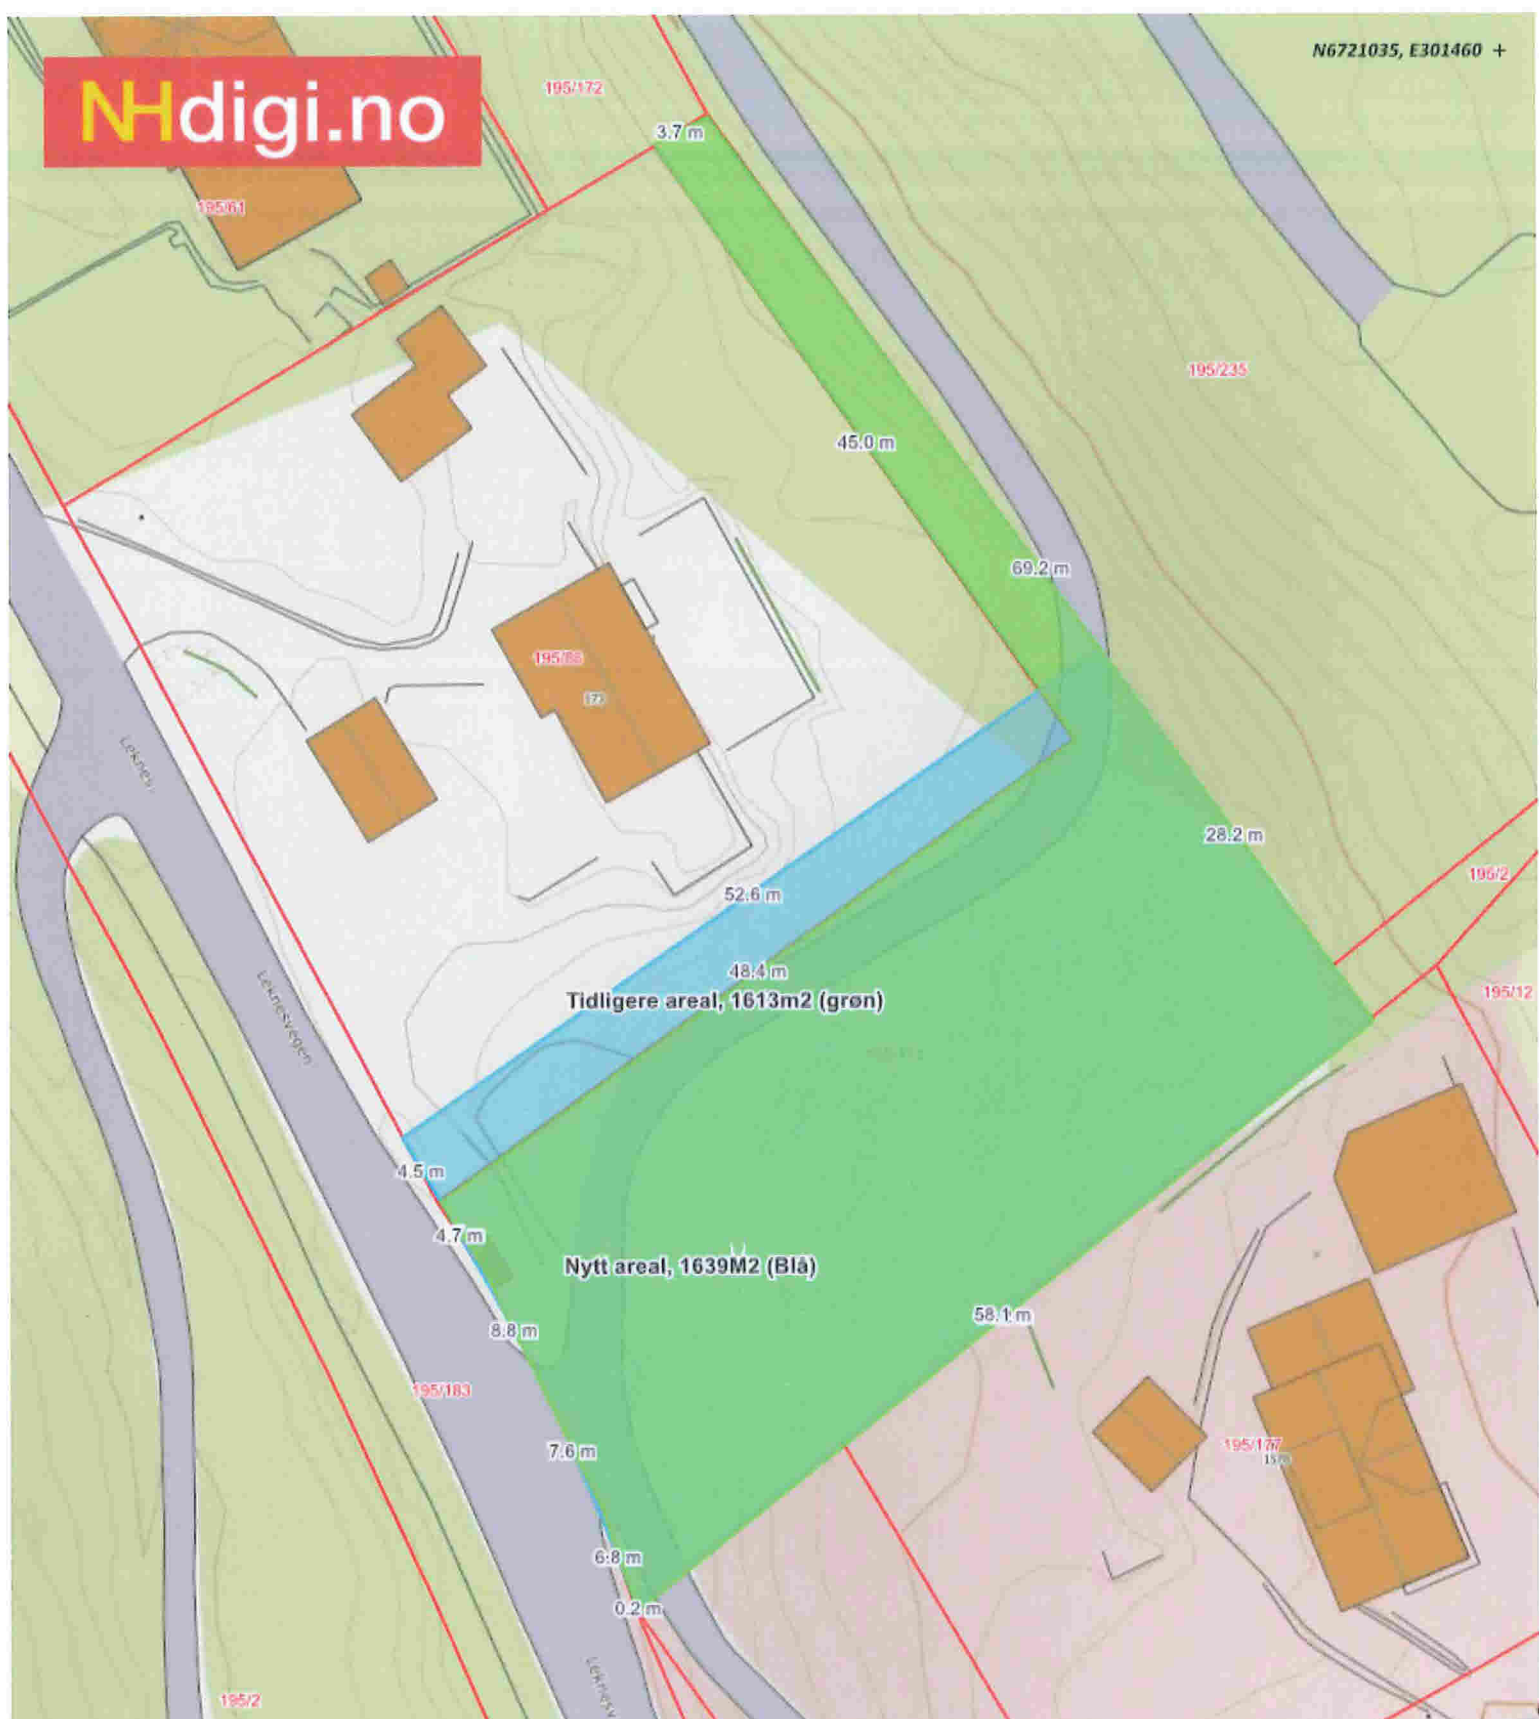 N6721035, E301460 +
NHdigi.no
195/172
3.7 m
195/61
195/235
45.0 m
69.2 m
195/88
173
Leknes
28.2 m
195/2
52.6 m
48.4 m
Tidligere areal, 1613m2 (grøn)
195/12
Leknesvegen
4.5 m
4.7 m
Nytt areal, 1639M2 (Blå)
58.1 m
8.8 m
195/183
7.6 m
195/177
6.8 m
0.2 m
Leknesv
195/2